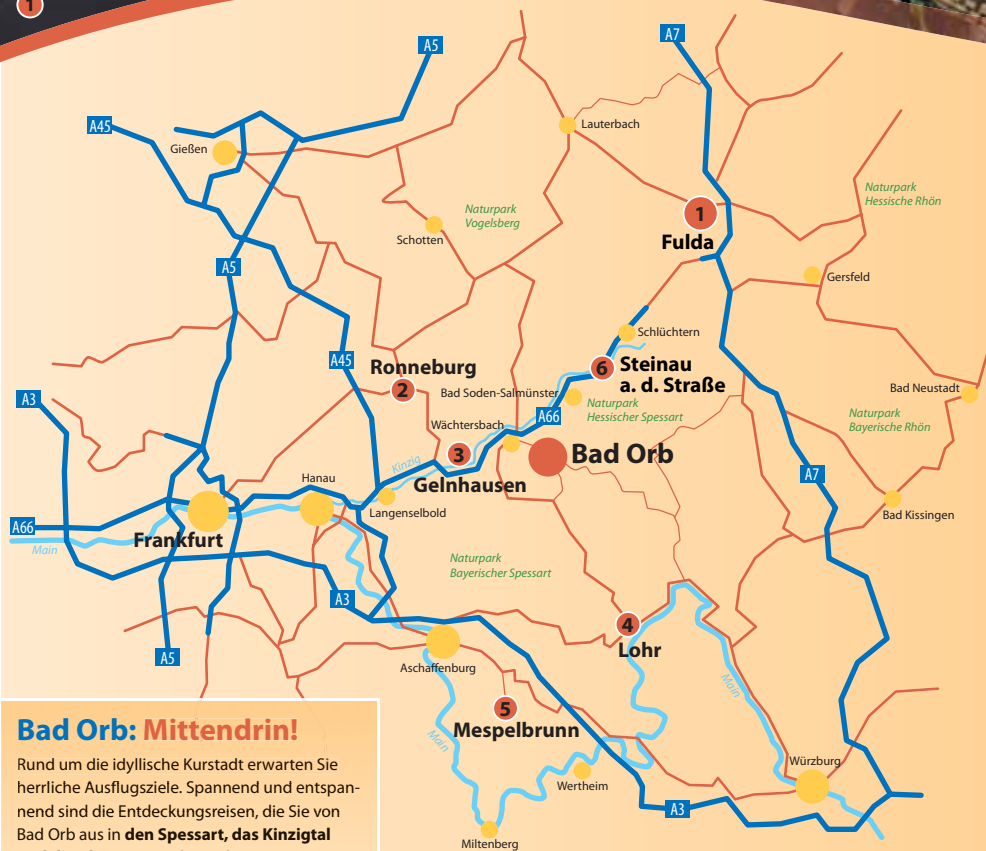 1
A5
A7
A45
Lauterbach
Gießen
Naturpark
Hessische Rhön
Naturpark
Vogelsberg
1
Schotten
Fulda
A5
Gersfeld
Schlüchtern
A45
Ronneburg
6
Steinau
a. d. Straße
2
Bad Soden-Salmünster
Bad Neustadt
A3
Naturpark
Hessischer Spessart
A66
Naturpark
Bayerische Rhön
Wächtersbach
3
Bad Orb
Kinzig
A7
Hanau
Gelnhausen
Langenselbold
Bad Kissingen
A66
Frankfurt
Main
Naturpark
Bayerischer Spessart
A3
4
Lohr
A5
Aschaffenburg
Main
5
Mespelbrunn
Main
Würzburg
Wertheim
A3
Miltenberg
Bad Orb: Mittendrin!
Rund um die idyllische Kurstadt erwarten Sie
herrliche Ausflugsziele. Spannend und entspan-
nend sind die Entdeckungsreisen, die Sie von
Bad Orb aus in den Spessart, das Kinzigtal